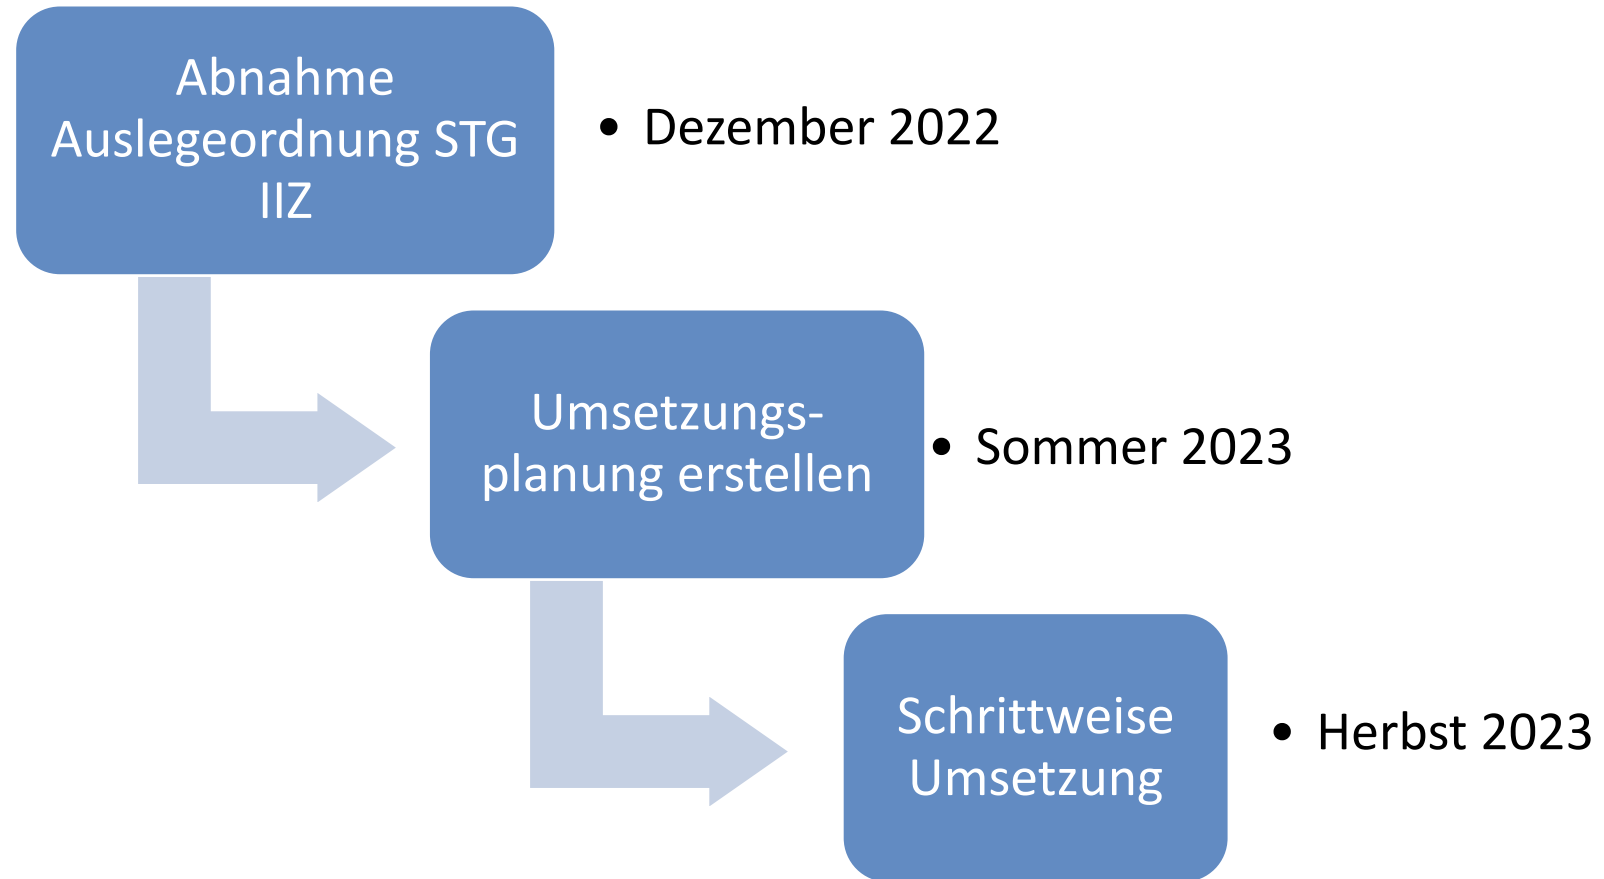 Abnahme
Auslegeordnung STG
IIZ
• Dezember 2022
Umsetzungs-
planung erstellen
• Sommer 2023
Schrittweise
Umsetzung
• Herbst 2023